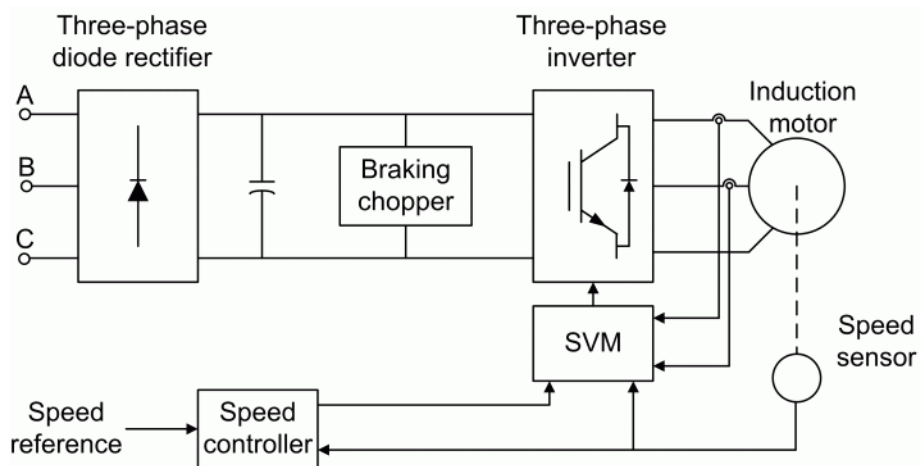 Three-phase
diode rectifier
Three-phase
inverter
Induction
motor
A
B
C
Braking
chopper
SVM
Speed
sensor
Speed
reference
Speed
controller